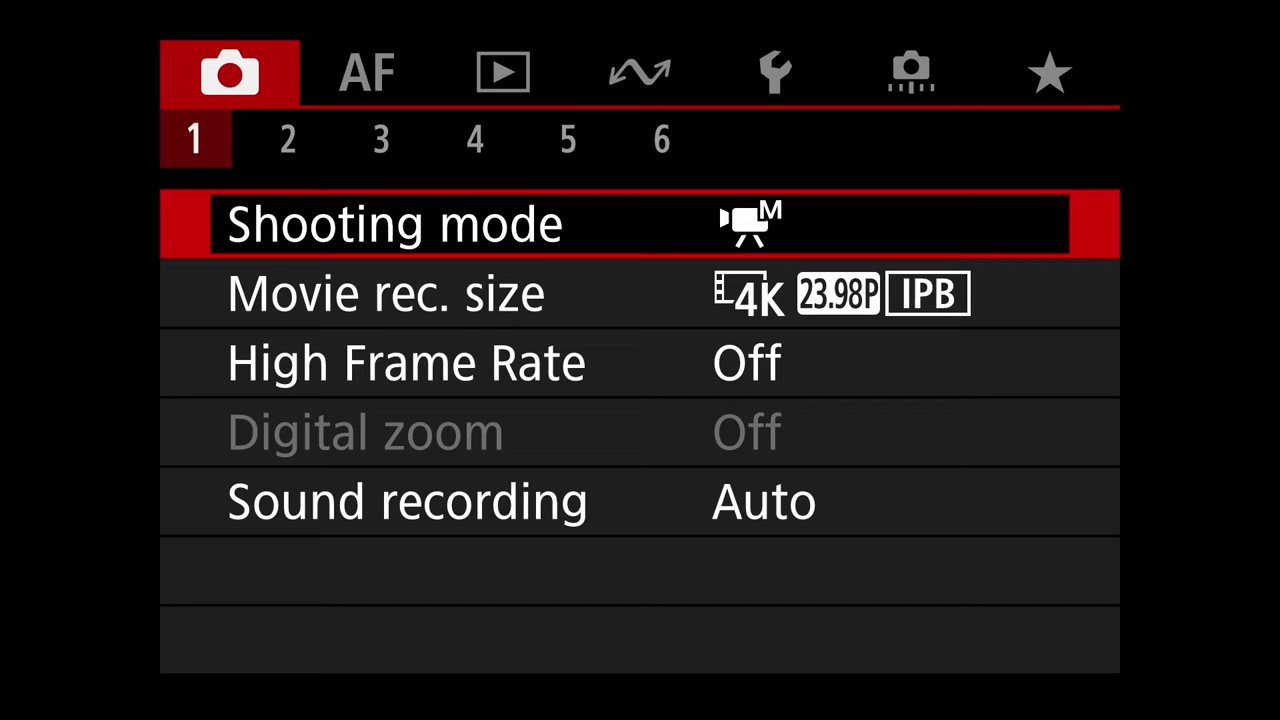 AF
1 2 3 4 5 6
Shooting mode M
Movie rec. size 4K 23.98P IPB
High Frame Rate Off
Digital zoom Off
Sound recording Auto